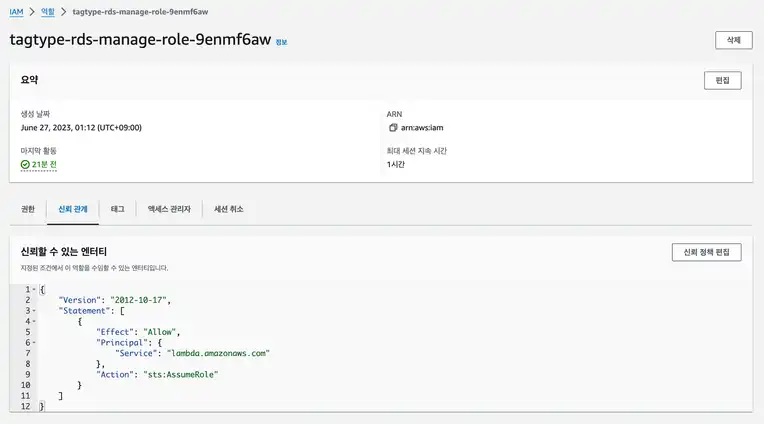 IAM > 역할 > tagtype-rds-manage-role-9enmf6aw
tagtype-rds-manage-role-9enmf6aw 정보
삭제
요약
편집
생성 날짜
June 27, 2023, 01:12 (UTC+09:00)
ARN
arn:aws:iam
마지막 활동
21분 전
최대 세션 지속 시간
1시간
권한 신뢰 관계 태그 액세스 관리자 세션 취소
신뢰할 수 있는 엔터티
신뢰 정책 편집
지정된 조건에서 이 역할을 수임할 수 있는 엔터티입니다.
1 {
2 "Version": "2012-10-17",
3 "Statement": [
4 {
5 "Effect": "Allow",
6 "Principal": {
7 "Service": "lambda.amazonaws.com"
8 },
9 "Action": "sts:AssumeRole"
10 }
11 ]
12 }